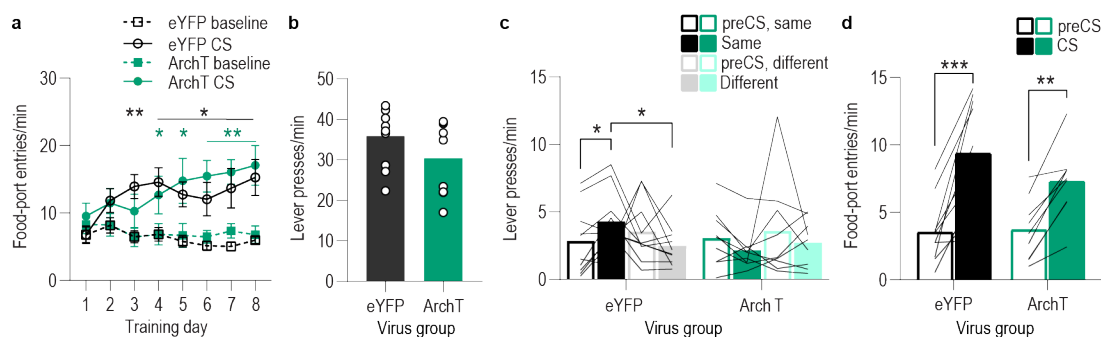 a
eYFP baseline
eYFP CS
ArchT baseline
ArchT CS
30
20
10
0
Food-port entries/min
** *
* * **
1 2 3 4 5 6 7 8
Training day
b
50
40
30
20
10
0
Lever presses/min
eYFP ArchT
Virus group
c
preCS, same
Same
preCS, different
Different
15
10
5
0
Lever presses/min
* *
eYFP Arch T
Virus group
d
preCS
CS
15
10
5
0
Food-port entries/min
*** **
eYFP ArchT
Virus group